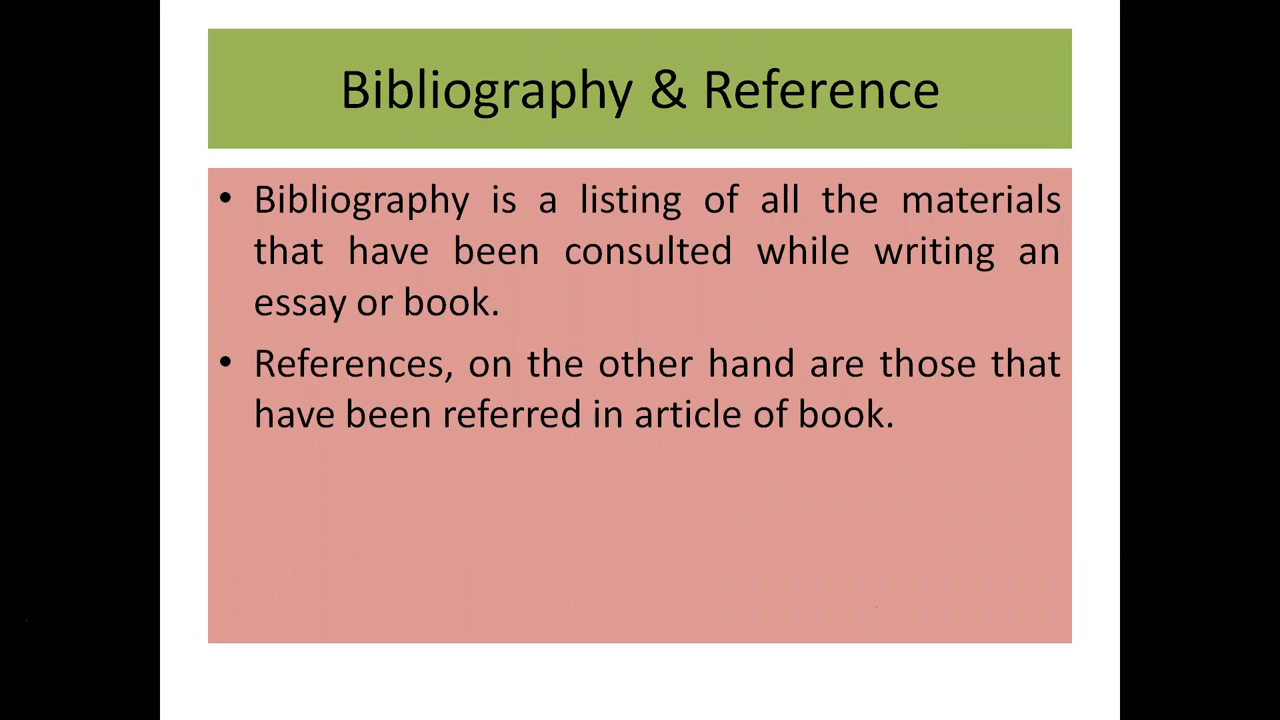 Bibliography & Reference
• Bibliography is a listing of all the materials
that have been consulted while writing an
essay or book.
• References, on the other hand are those that
have been referred in article of book.